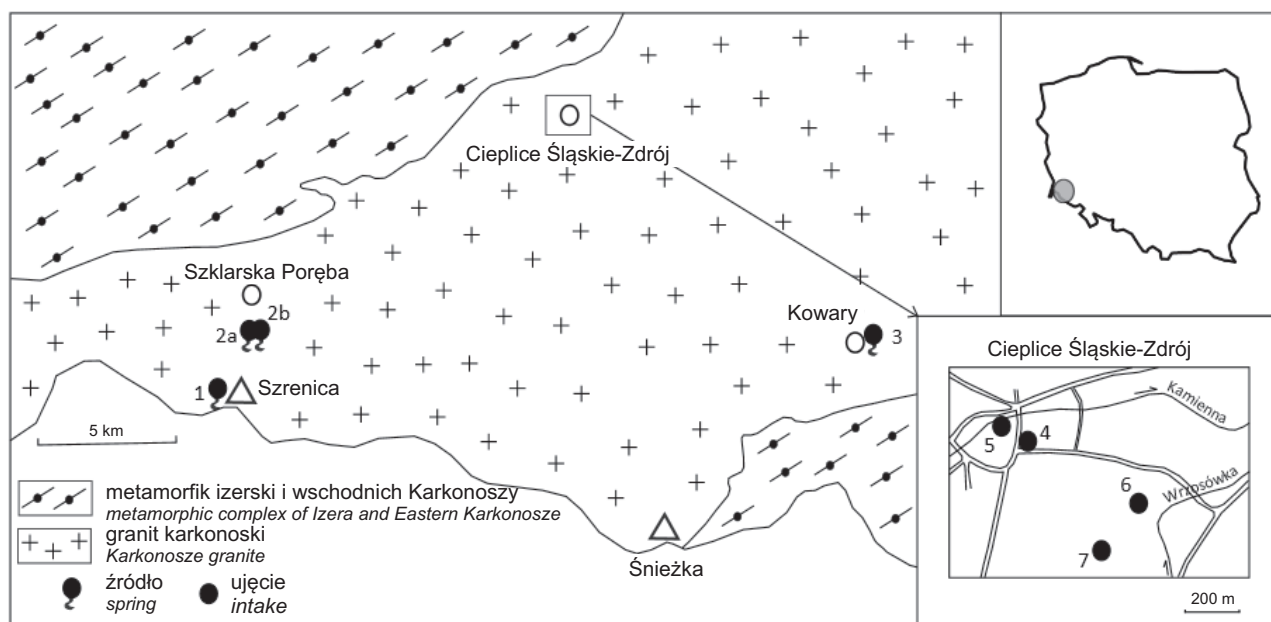 Cieplice Śląskie-Zdrój
Szklarska Poręba
2b
2a
Kowary
3
1
Szrenica
5 km
Śnieżka
metamorfik izerski i wschodnich Karkonoszy
metamorphic complex of Izera and Eastern Karkonosze
granit karkonoski
Karkonosze granite
źródło
spring
ujęcie
intake
Cieplice Śląskie-Zdrój
Kamienna
5
4
Wrzosówka
6
7
200 m